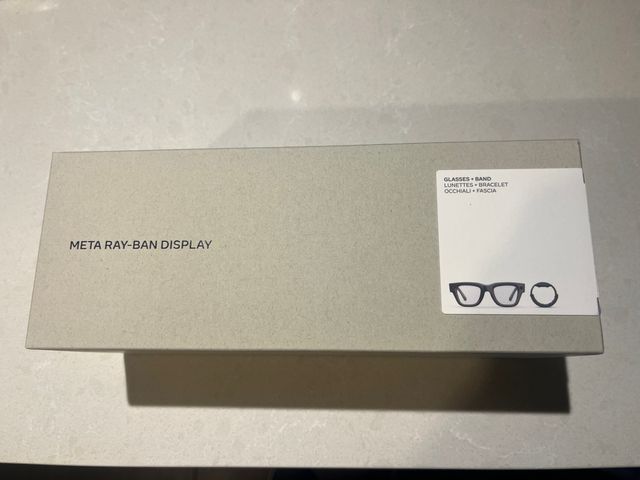 META RAY-BAN DISPLAY
GLASSES + BAND
LUNETTES + BRACELET
OCCHIALI + FASCIA